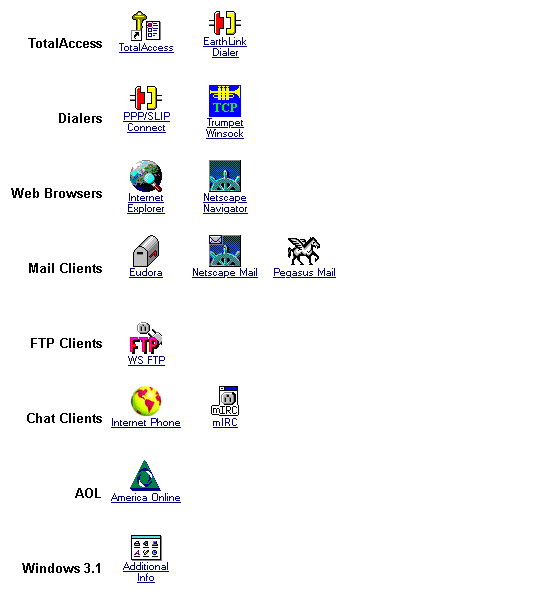 TotalAccess
TotalAccess
EarthLink
Dialer
Dialers
PPP/SLIP
Connect
TCP
Trumpet
Winsock
Web Browsers
Internet
Explorer
Netscape
Navigator
Mail Clients
Eudora
Netscape Mail
Pegasus Mail
FTP Clients
FTP
WS FTP
Chat Clients
Internet Phone
mIRC
mIRC
AOL
America Online
Windows 3.1
Additional
Info